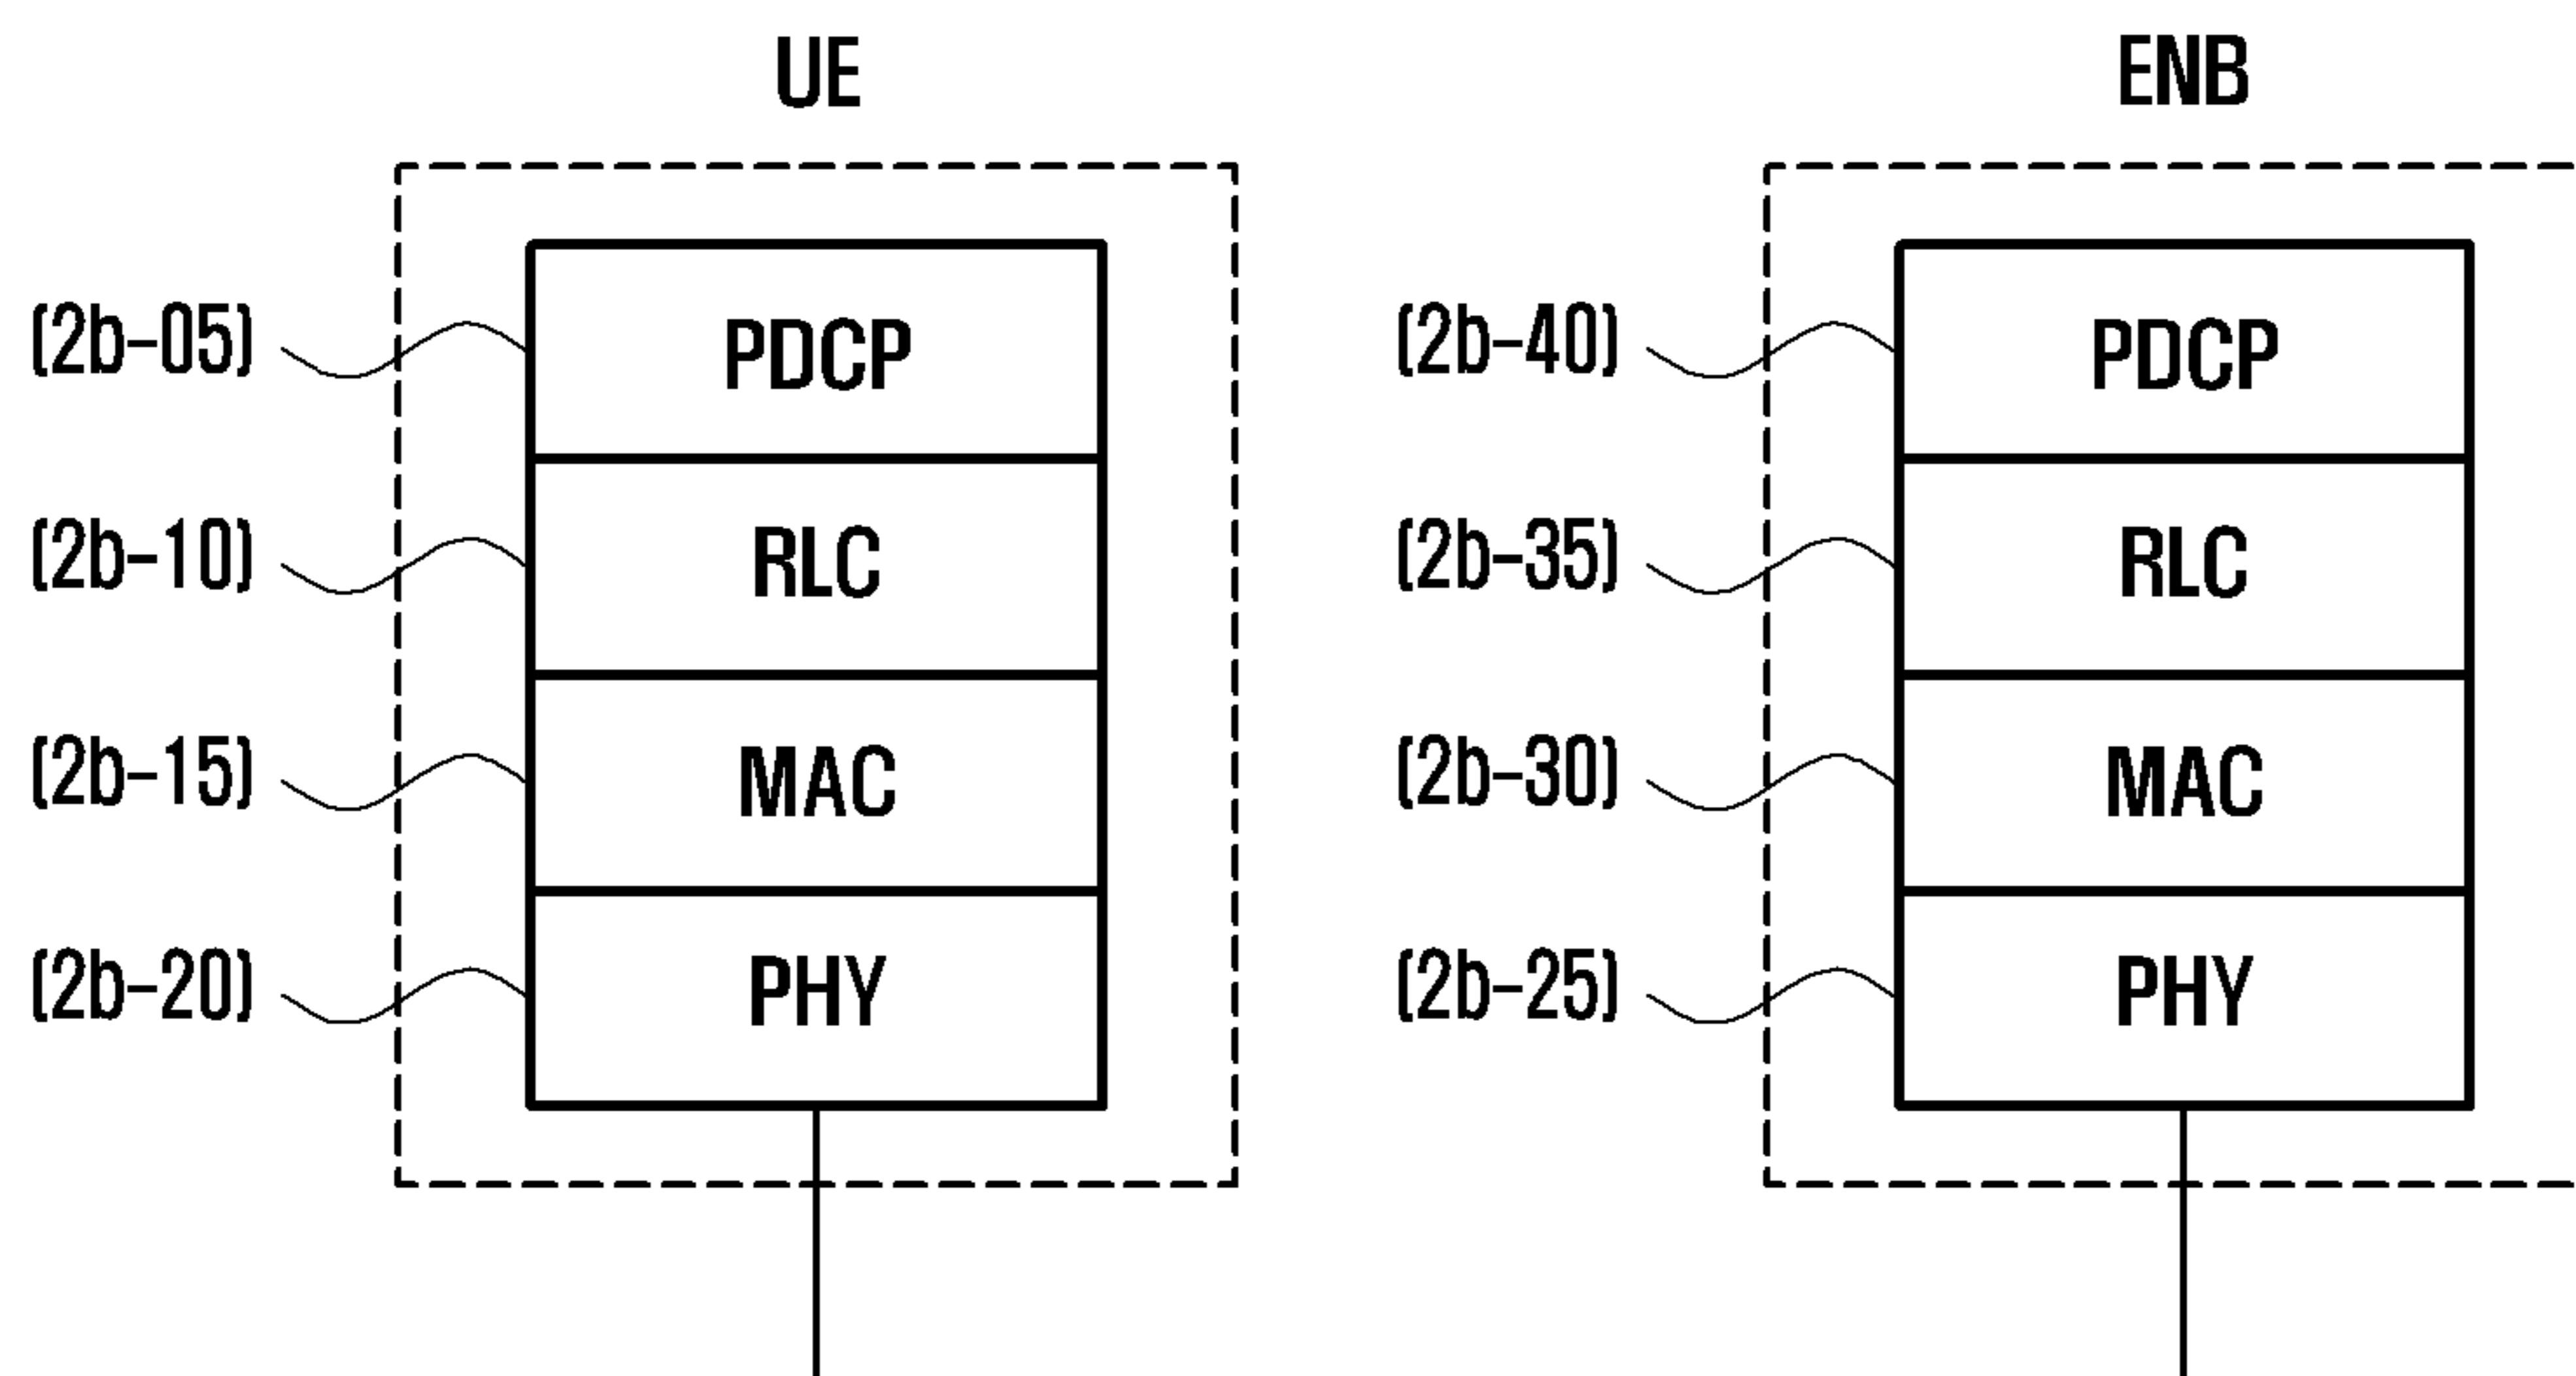 UE ENB
(2b-05) PDCP (2b-40) PDCP
(2b-10) RLC (2b-35) RLC
(2b-15) MAC (2b-30) MAC
(2b-20) PHY (2b-25) PHY